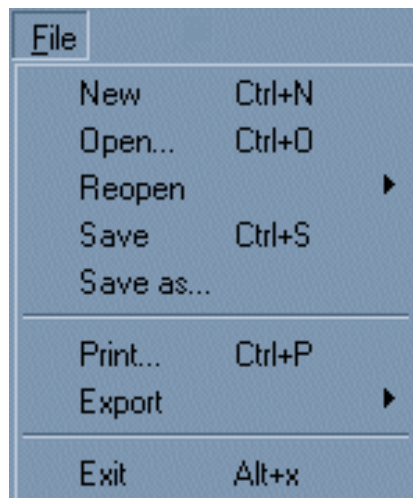 File
New Ctrl+N
Open... Ctrl+O
Reopen
Save Ctrl+S
Save as...
Print... Ctrl+P
Export
Exit Alt+x